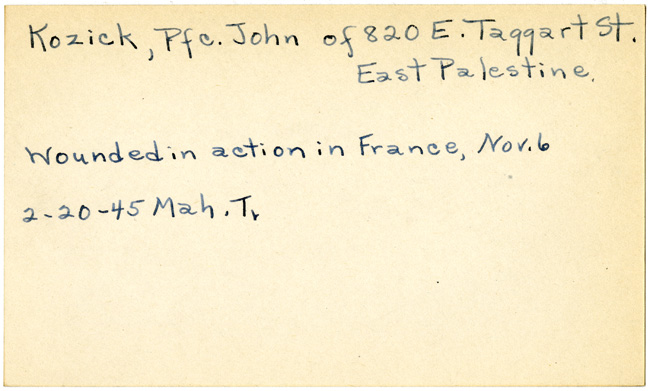 Kozick, Pfc. John of 820 E. Taggart St.
East Palestine.
Wounded in action in France, Nov. 6
2-20-45 Mah. Tr